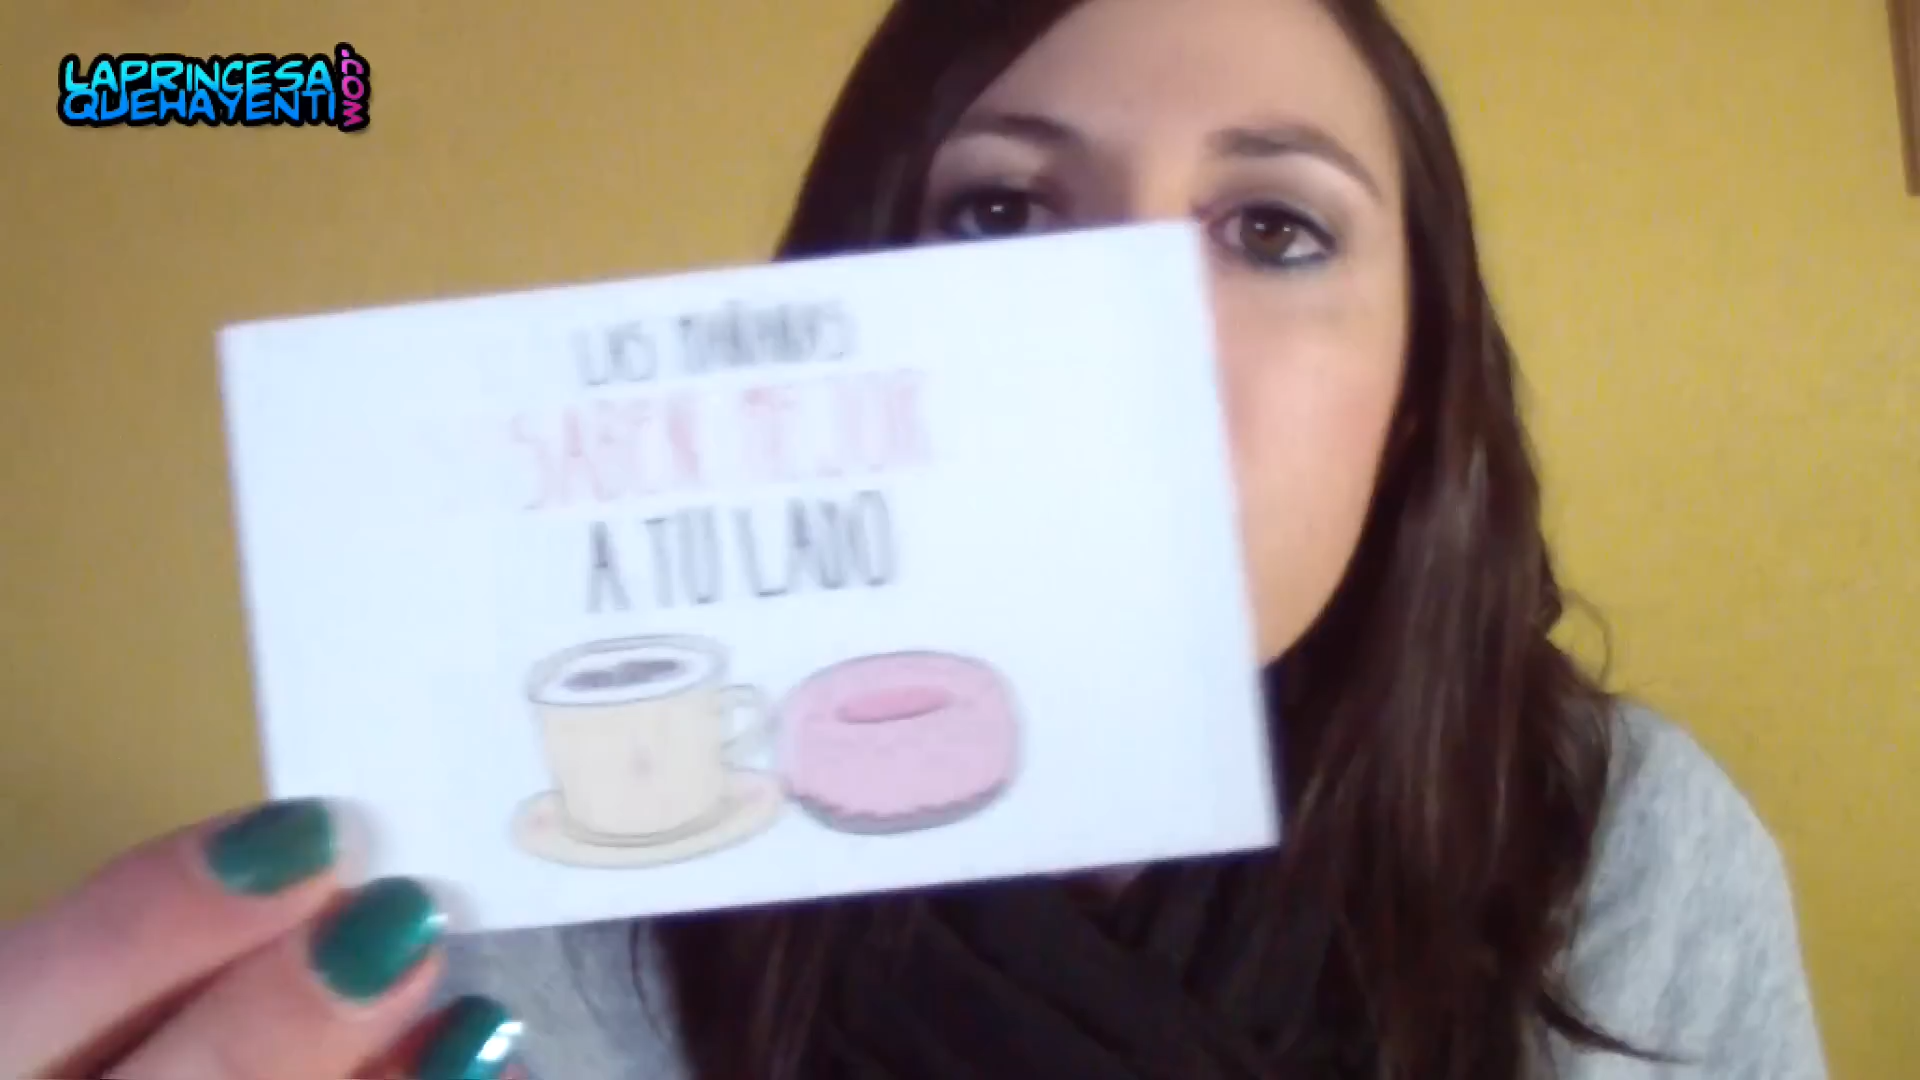 LAPRINCESA
QUEHAYENTI
.COM
LAS MAÑANAS
SABEN MEJOR
A TU LADO